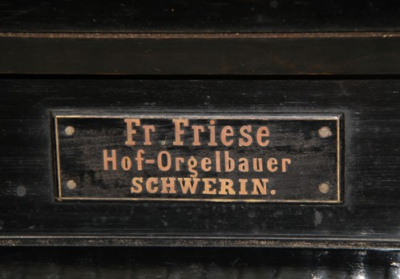 Fr. Friese
Hof-Orgelbauer
SCHWERIN.